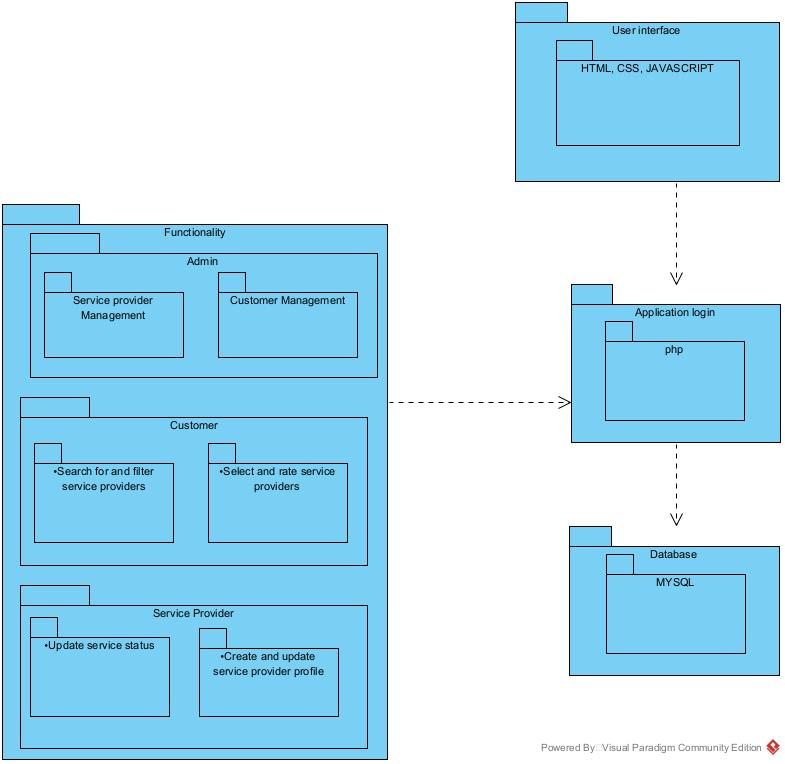 User interface
HTML, CSS, JAVASCRIPT
Functionality
Admin
Service provider
Management
Customer Management
Application login
php
Customer
•Search for and filter
service providers
•Select and rate service
providers
Database
MYSQL
Service Provider
•Update service status
•Create and update
service provider profile
Powered By Visual Paradigm Community Edition